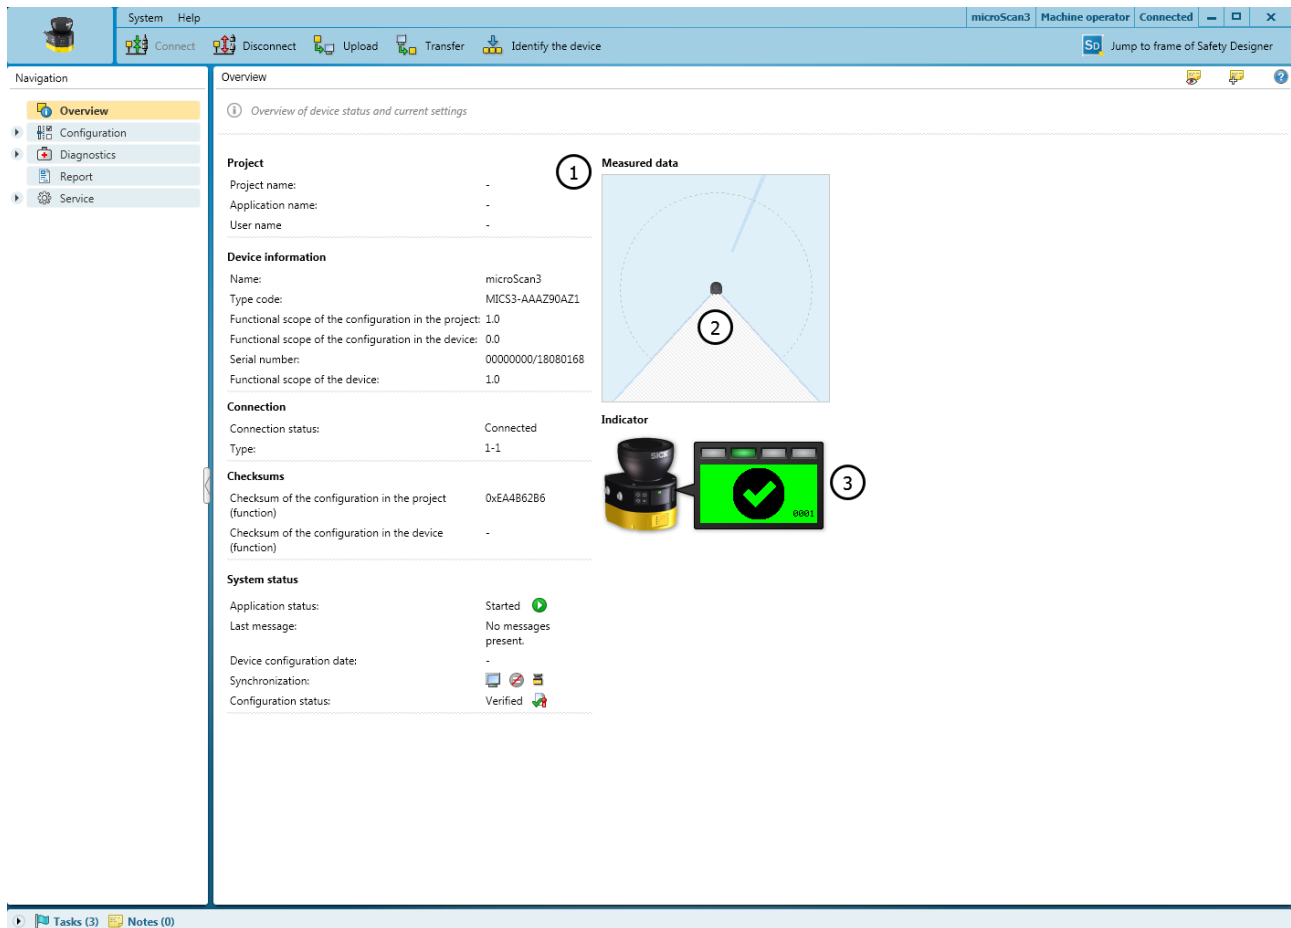 System Help
microScan3 Machine operator Connected
Connect Disconnect Upload Transfer Identify the device
SD Jump to frame of Safety Designer
Navigation
Overview
Configuration
Diagnostics
Report
Service
Overview
Overview of device status and current settings
Project
Project name: -
Application name: -
User name -
Device information
Name: microScan3
Type code: MICS3-AAAZ90AZ1
Functional scope of the configuration in the project: 1.0
Functional scope of the configuration in the device: 0.0
Serial number: 00000000/18080168
Functional scope of the device: 1.0
Connection
Connection status: Connected
Type: 1-1
Checksums
Checksum of the configuration in the project 0xEA4B62B6
(function)
Checksum of the configuration in the device -
(function)
System status
Application status: Started
Last message: No messages
present.
Device configuration date: -
Synchronization:
Configuration status: Verified
1
Measured data
2
Indicator
SICK
0001
3
Tasks (3) Notes (0)